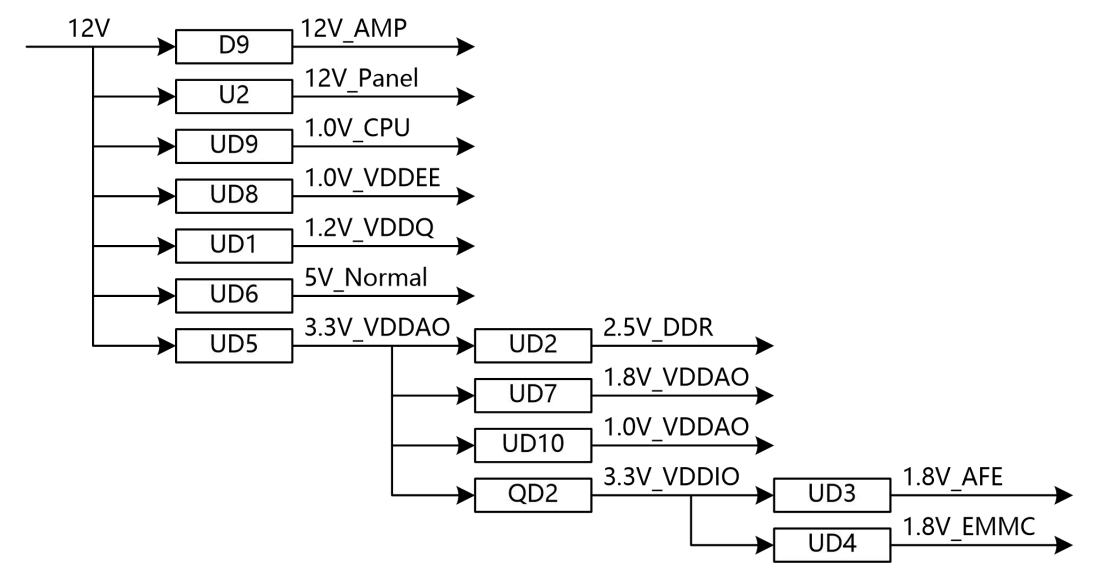 12V
D9
12V_AMP
U2
12V_Panel
UD9
1.0V_CPU
UD8
1.0V_VDDEE
UD1
1.2V_VDDQ
UD6
5V_Normal
UD5
3.3V_VDDAO
UD2
2.5V_DDR
UD7
1.8V_VDDAO
UD10
1.0V_VDDAO
QD2
3.3V_VDDIO
UD3
1.8V_AFE
UD4
1.8V_EMMC